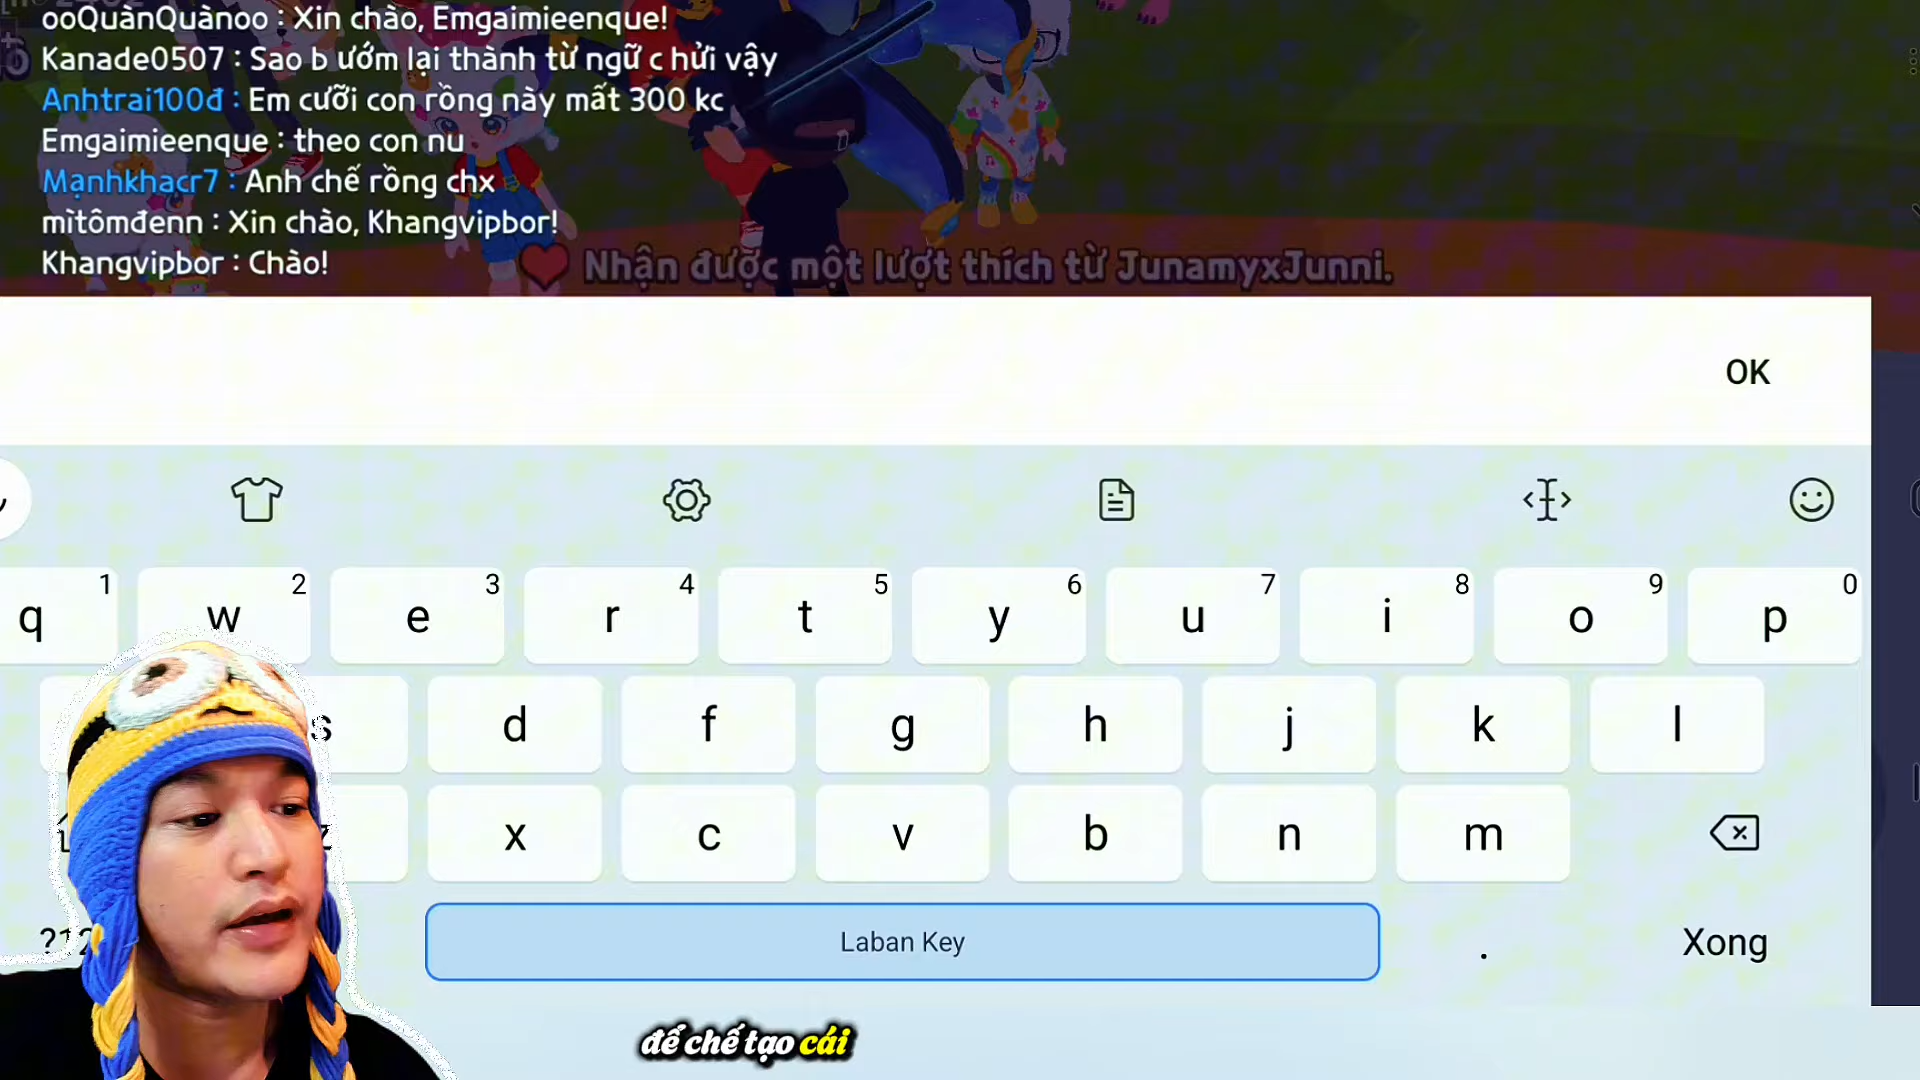 ooQuànQuànoo : Xin chào, Emgaimieenque!
Kanade0507 : Sao b ướm lại thành từ ngữ c hửi vậy
Anhtrai100đ : Em cưỡi con rồng này mất 300 kc
Emgaimieenque : theo con nu
Mạnhkhacr7 : Anh chế rồng chx
mìtômđenn : Xin chào, Khangvipbor!
Khangvipbor : Chào!
Nhận được một lượt thích từ JunamyxJunni.
OK
1 2 3 4 5 6 7 8 9 0
q w e r t y u i o p
s d f g h j k l
z x c v b n m
?12
Laban Key
.
Xong
để chế tạo cái